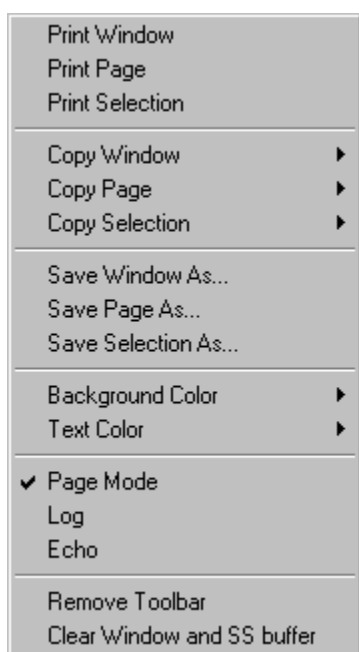 Print Window
Print Page
Print Selection
Copy Window
Copy Page
Copy Selection
Save Window As...
Save Page As...
Save Selection As...
Background Color
Text Color
Page Mode
Log
Echo
Remove Toolbar
Clear Window and SS buffer